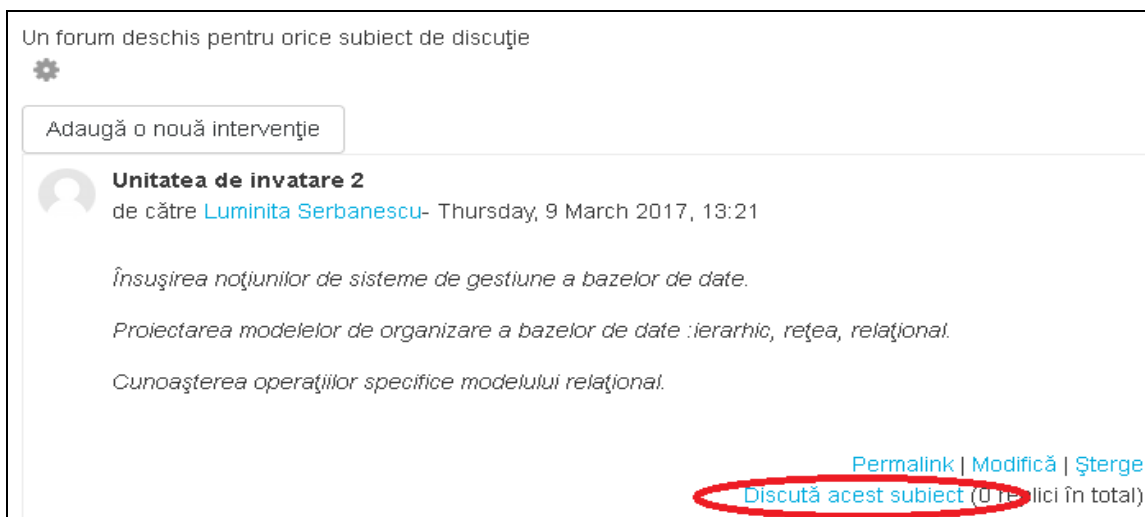 Un forum deschis pentru orice subiect de discuţie
Adaugă o nouă intervenţie
Unitatea de invatare 2
de către Luminita Serbanescu- Thursday, 9 March 2017, 13:21
Însuşirea noţiunilor de sisteme de gestiune a bazelor de date.
Proiectarea modelelor de organizare a bazelor de date :ierarhic, reţea, relaţional.
Cunoaşterea operaţiilor specifice modelului relaţional.
Permalink | Modifică | Şterge
Discută acest subiect (0 replici în total)